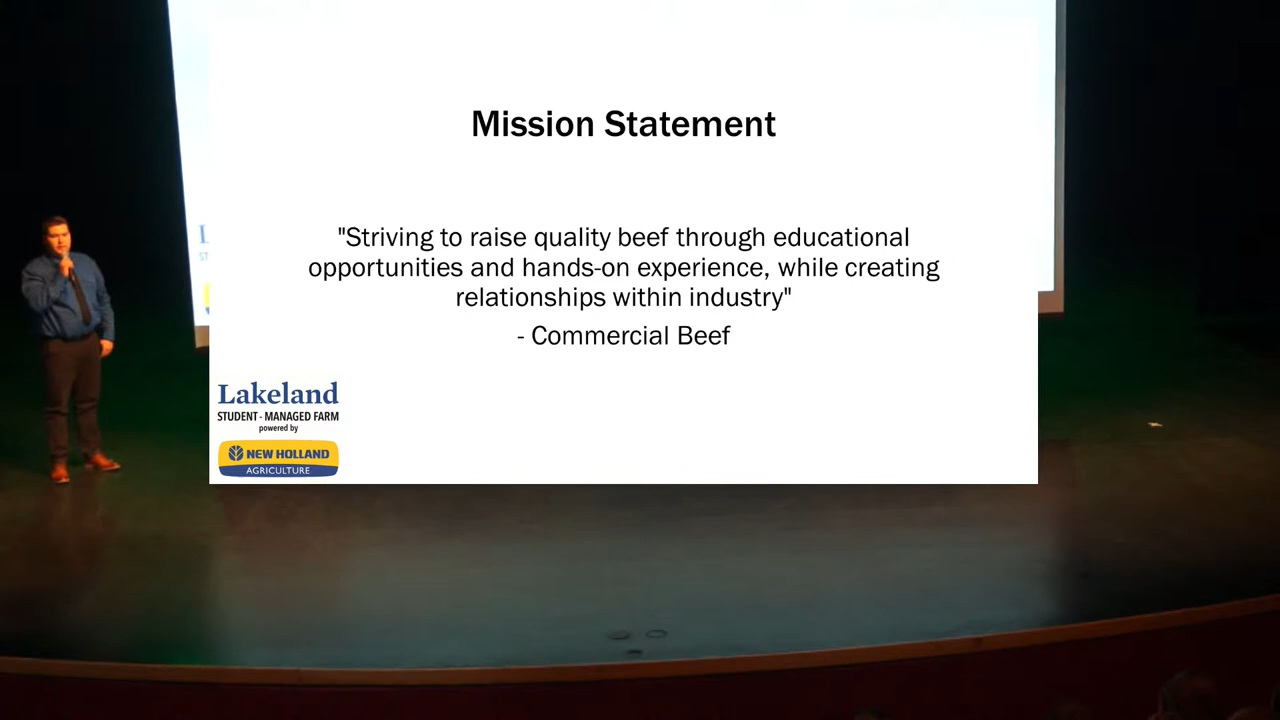 Mission Statement
"Striving to raise quality beef through educational
opportunities and hands-on experience, while creating
relationships within industry"
- Commercial Beef
Lakeland
STUDENT - MANAGED FARM
powered by
NEW HOLLAND
AGRICULTURE